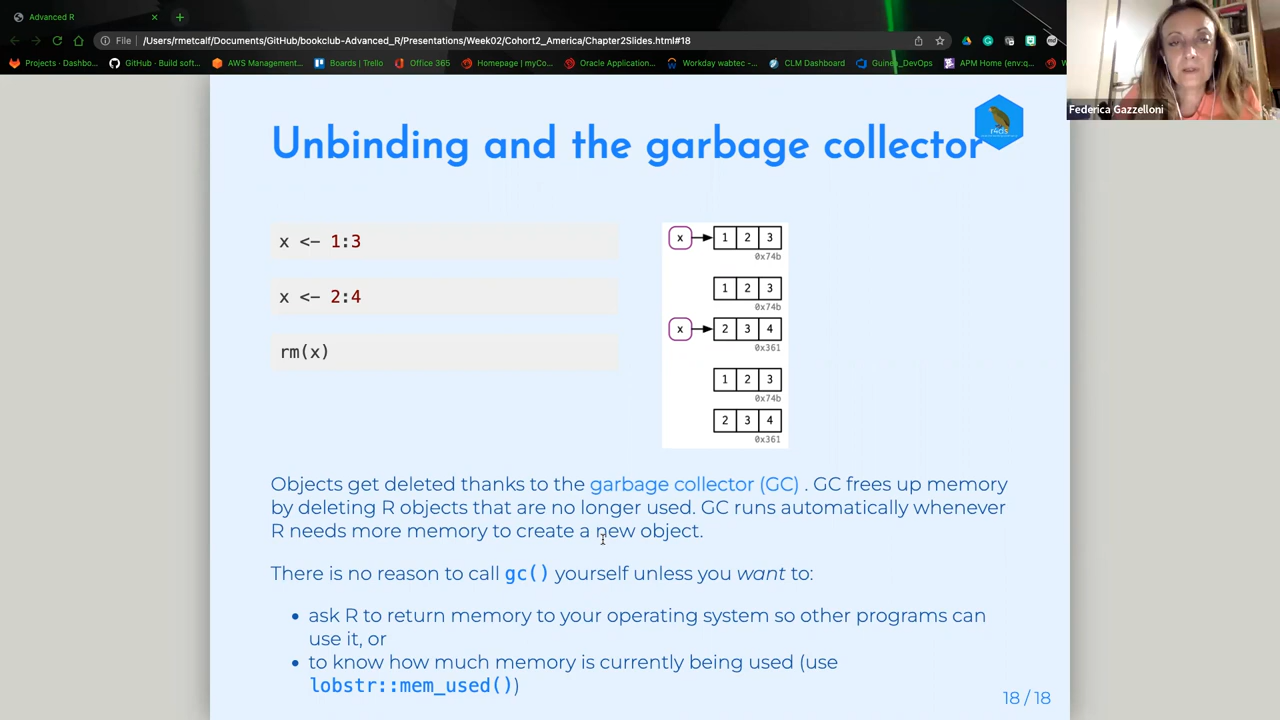 Advanced R
File | /Users/rmetcalf/Documents/GitHub/bookclub-Advanced_R/Presentations/Week02/Cohort2_America/Chapter2Slides.html#18
Projects · Dashbo...
GitHub · Build soft...
AWS Management...
Boards | Trello
Office 365
Homepage | myCo...
Oracle Application...
Workday wabtec -...
CLM Dashboard
Guinea_DevOps
APM Home (env:q...
Federica Gazzelloni
r4ds
Unbinding and the garbage collector
x <- 1:3
x <- 2:4
rm(x)
x 1 2 3
0x74b
1 2 3
0x74b
x 2 3 4
0x361
1 2 3
0x74b
2 3 4
0x361
Objects get deleted thanks to the garbage collector (GC) . GC frees up memory
by deleting R objects that are no longer used. GC runs automatically whenever
R needs more memory to create a new object.
There is no reason to call gc() yourself unless you want to:
• ask R to return memory to your operating system so other programs can
use it, or
• to know how much memory is currently being used (use
lobstr::mem_used())
18 / 18